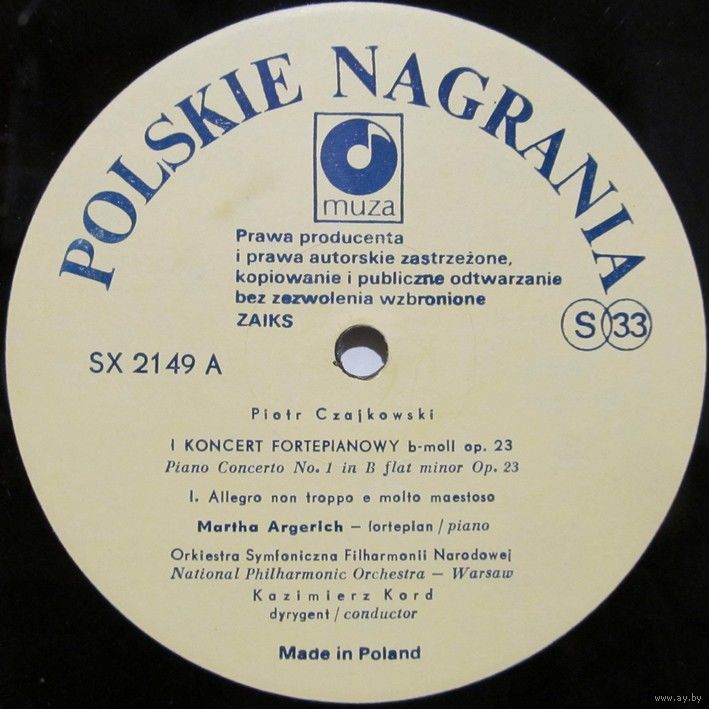 POLSKIE NAGRANIA
muza
Prawa producenta
i prawa autorskie zastrzeżone,
kopiowanie i publiczne odtwarzanie
bez zezwolenia wzbronione
ZAIKS
S 33
SX 2149 A
Piotr Czajkowski
I KONCERT FORTEPIANOWY b-moll op. 23
Piano Concerto No. 1 in B flat minor Op. 23
I. Allegro non troppo e molto maestoso
Martha Argerich – fortepian / piano
Orkiestra Symfoniczna Filharmonii Narodowej
National Philharmonic Orchestra – Warsaw
Kazimierz Kord
dyrygent / conductor
Made in Poland
www.ay.by